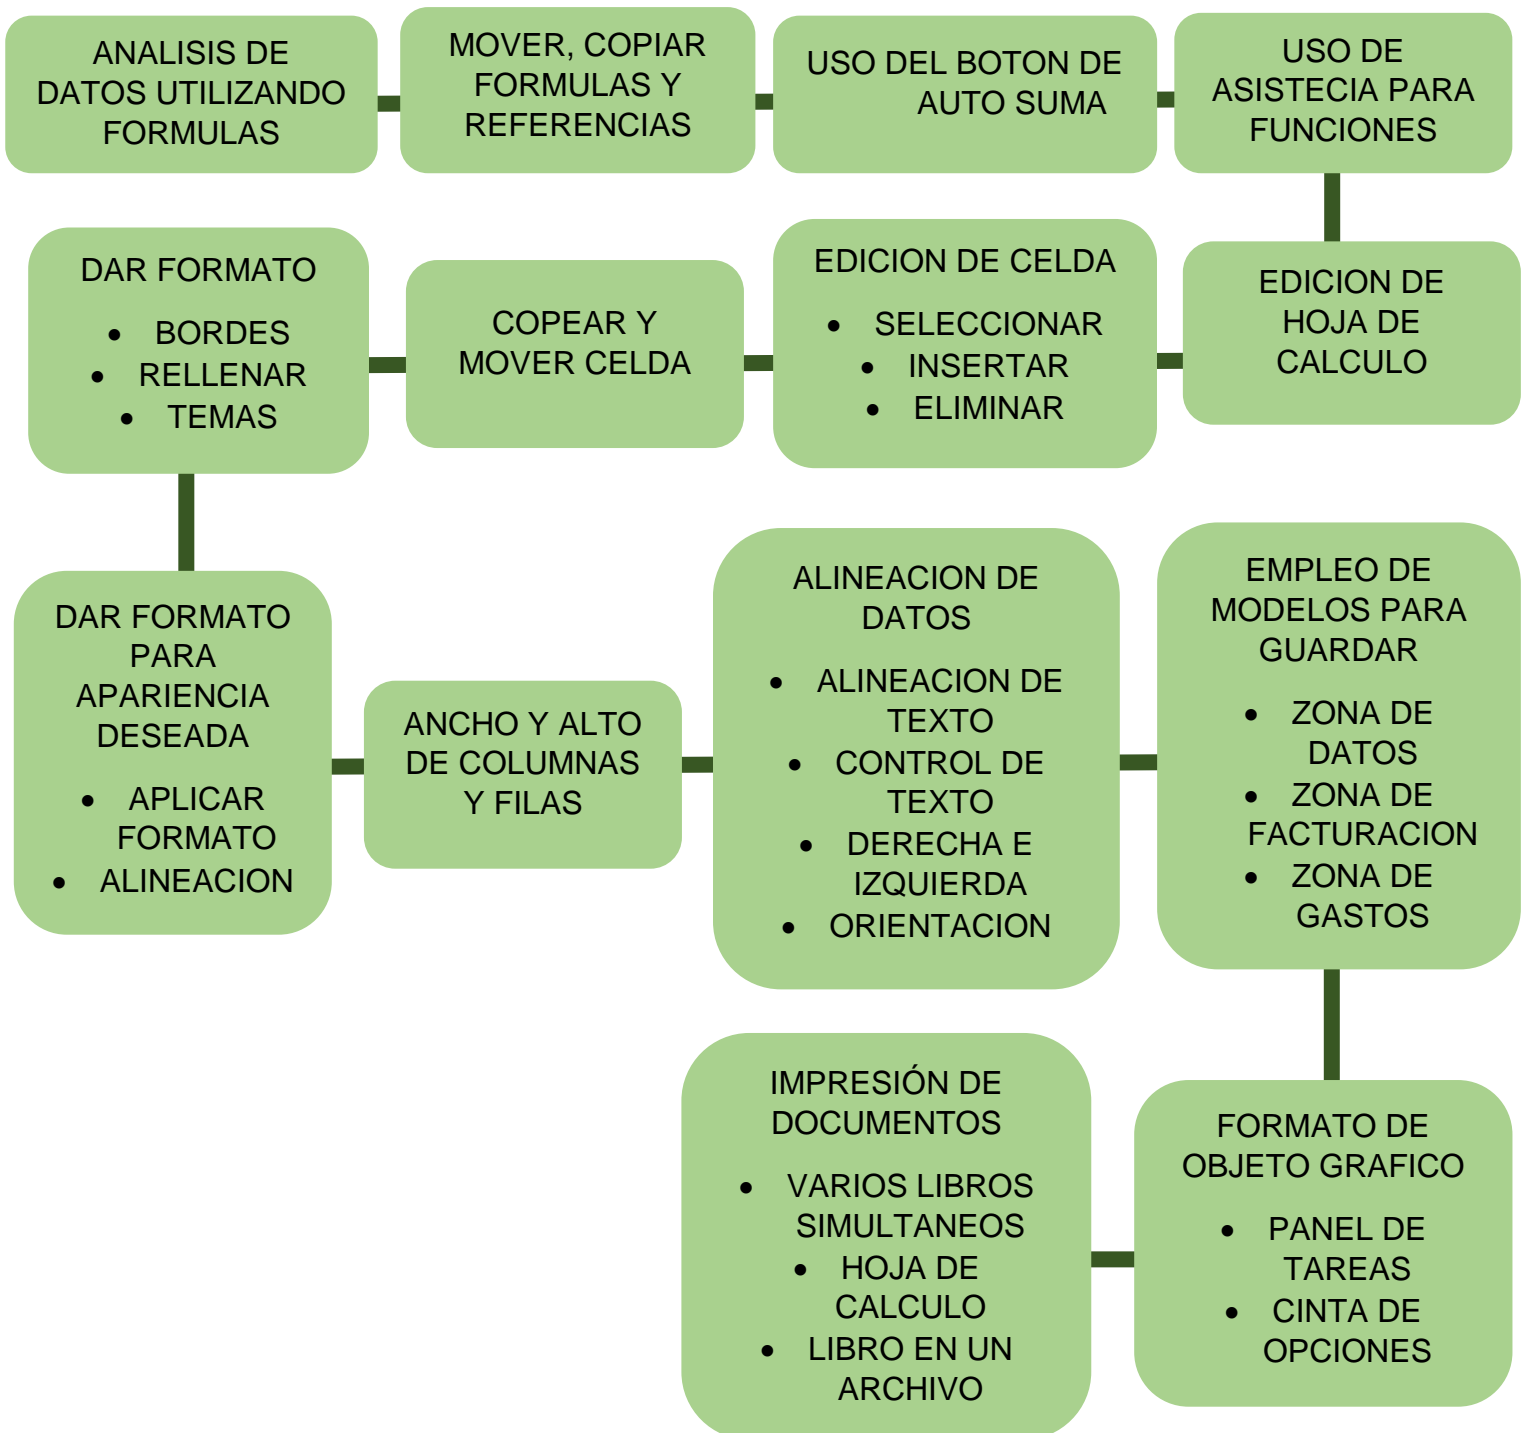 ANALISIS DE
DATOS UTILIZANDO
FORMULAS
MOVER, COPIAR
FORMULAS Y
REFERENCIAS
USO DEL BOTON DE
AUTO SUMA
USO DE
ASISTECIA PARA
FUNCIONES
DAR FORMATO
• BORDES
• RELLENAR
• TEMAS
COPEAR Y
MOVER CELDA
EDICION DE CELDA
• SELECCIONAR
• INSERTAR
• ELIMINAR
EDICION DE
HOJA DE
CALCULO
DAR FORMATO
PARA
APARIENCIA
DESEADA
• APLICAR
FORMATO
• ALINEACION
ANCHO Y ALTO
DE COLUMNAS
Y FILAS
ALINEACION DE
DATOS
• ALINEACION DE
TEXTO
• CONTROL DE
TEXTO
• DERECHA E
IZQUIERDA
• ORIENTACION
EMPLEO DE
MODELOS PARA
GUARDAR
• ZONA DE
DATOS
• ZONA DE
FACTURACION
• ZONA DE
GASTOS
IMPRESIÓN DE
DOCUMENTOS
• VARIOS LIBROS
SIMULTANEOS
• HOJA DE
CALCULO
• LIBRO EN UN
ARCHIVO
FORMATO DE
OBJETO GRAFICO
• PANEL DE
TAREAS
• CINTA DE
OPCIONES